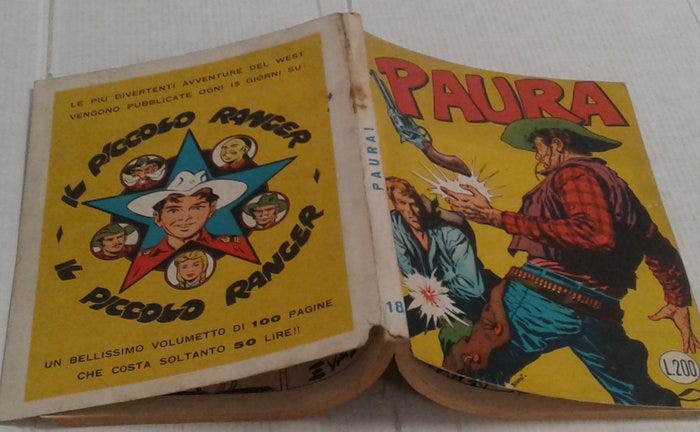 LE PIÙ DIVERTENTI AVVENTURE DEL WEST
VENGONO PUBBLICATE OGNI 15 GIORNI SU:
- IL PICCOLO RANGER
- IL PICCOLO RANGER -
UN BELLISSIMO VOLUMETTO DI 100 PAGINE
CHE COSTA SOLTANTO 50 LIRE!!
PAURA!
18
PAURA
L.200